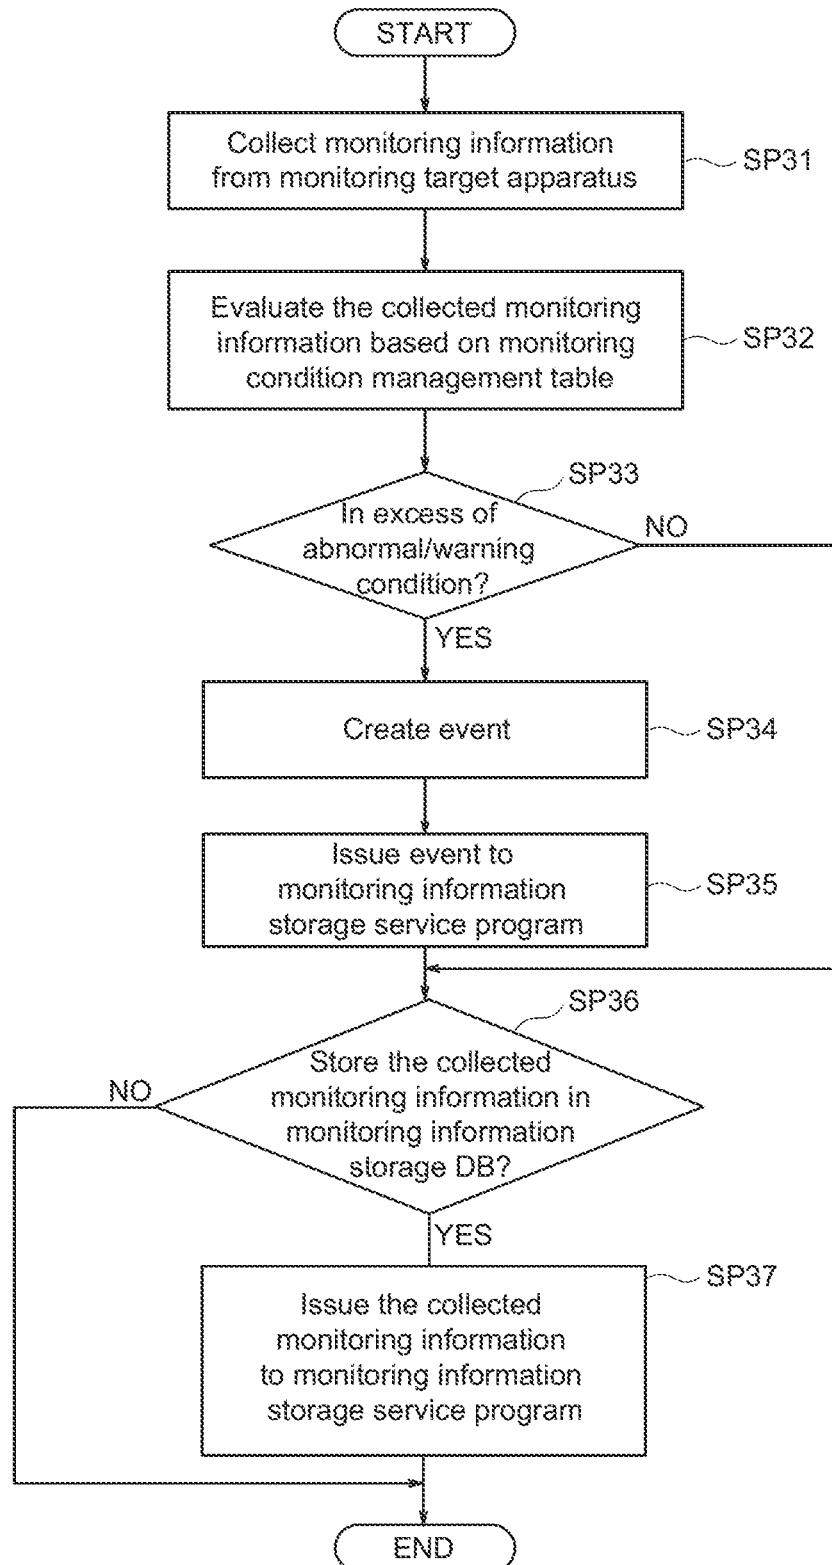 START
Collect monitoring information
from monitoring target apparatus
SP31
Evaluate the collected monitoring
information based on monitoring
condition management table
SP32
SP33
In excess of
abnormal/warning
condition?
NO
YES
Create event
SP34
Issue event to
monitoring information
storage service program
SP35
SP36
Store the collected
monitoring information in
monitoring information
storage DB?
NO
YES
SP37
Issue the collected
monitoring information
to monitoring information
storage service program
END